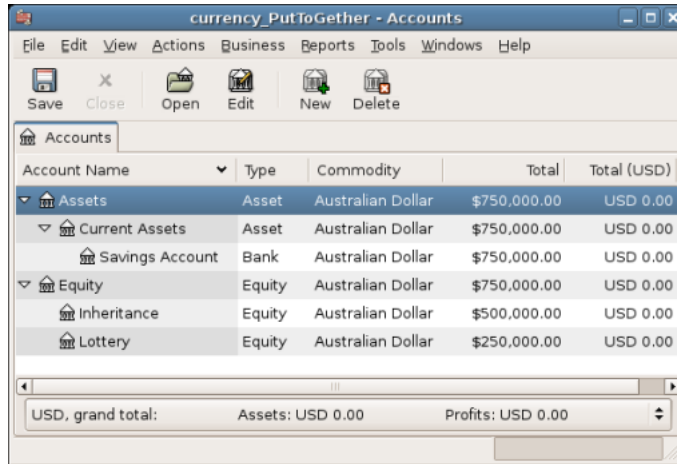 currency_PutToGether - Accounts
File Edit View Actions Business Reports Tools Windows Help
Save Close Open Edit New Delete
Accounts
Account Name Type Commodity Total Total (USD)
Assets Asset Australian Dollar $750,000.00 USD 0.00
Current Assets Asset Australian Dollar $750,000.00 USD 0.00
Savings Account Bank Australian Dollar $750,000.00 USD 0.00
Equity Equity Australian Dollar $750,000.00 USD 0.00
Inheritance Equity Australian Dollar $500,000.00 USD 0.00
Lottery Equity Australian Dollar $250,000.00 USD 0.00
USD, grand total: Assets: USD 0.00 Profits: USD 0.00